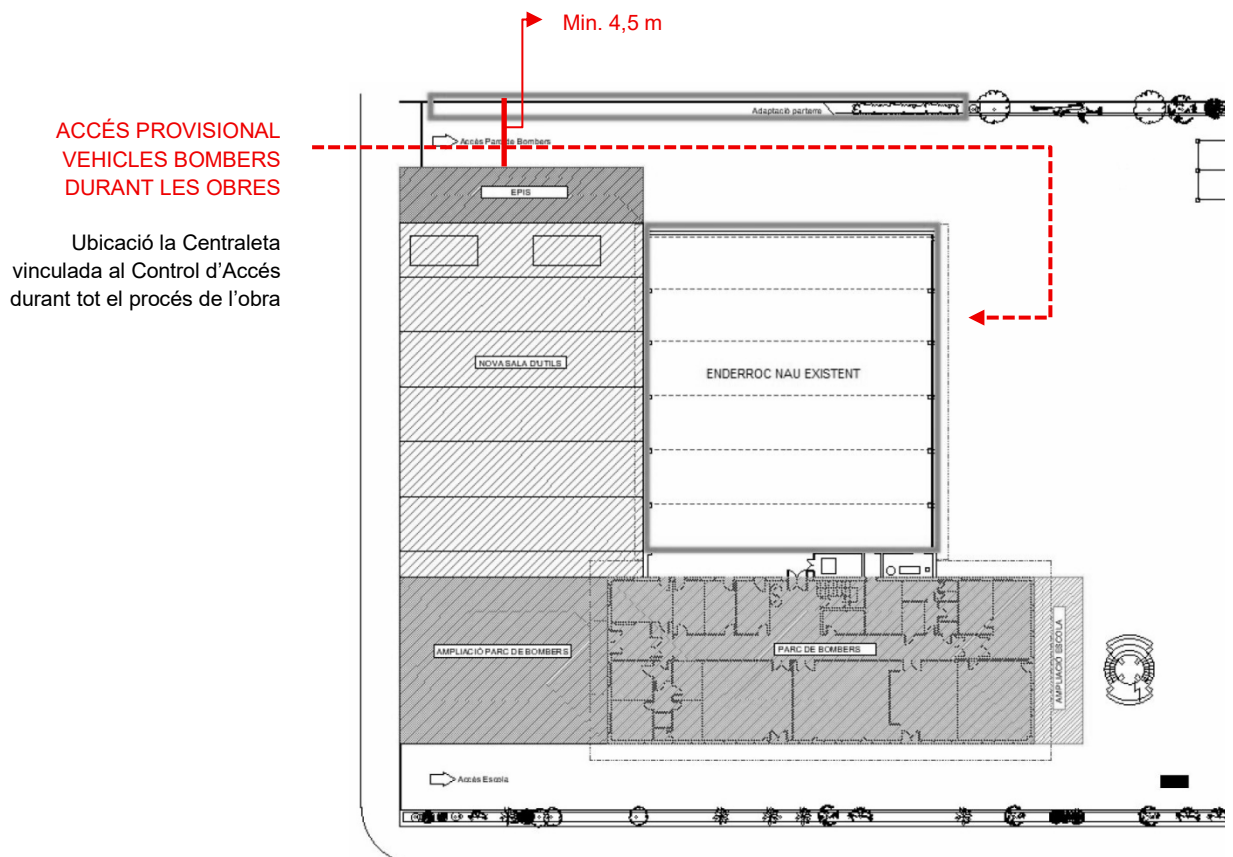 Min. 4,5 m
ACCÉS PROVISIONAL
VEHICLES BOMBERS
DURANT LES OBRES
Ubicació la Centraleta
vinculada al Control d'Accés
durant tot el procés de l'obra
Adaptacio parterre
Accés Parc de Bombers
EPIS
NOVA SALA D'UTILS
ENDERROC NAU EXISTENT
AMPLIACIÓ PARC DE BOMBERS
PARC DE BOMBERS
AMPLIACIO ESCOLA
Accés Escola